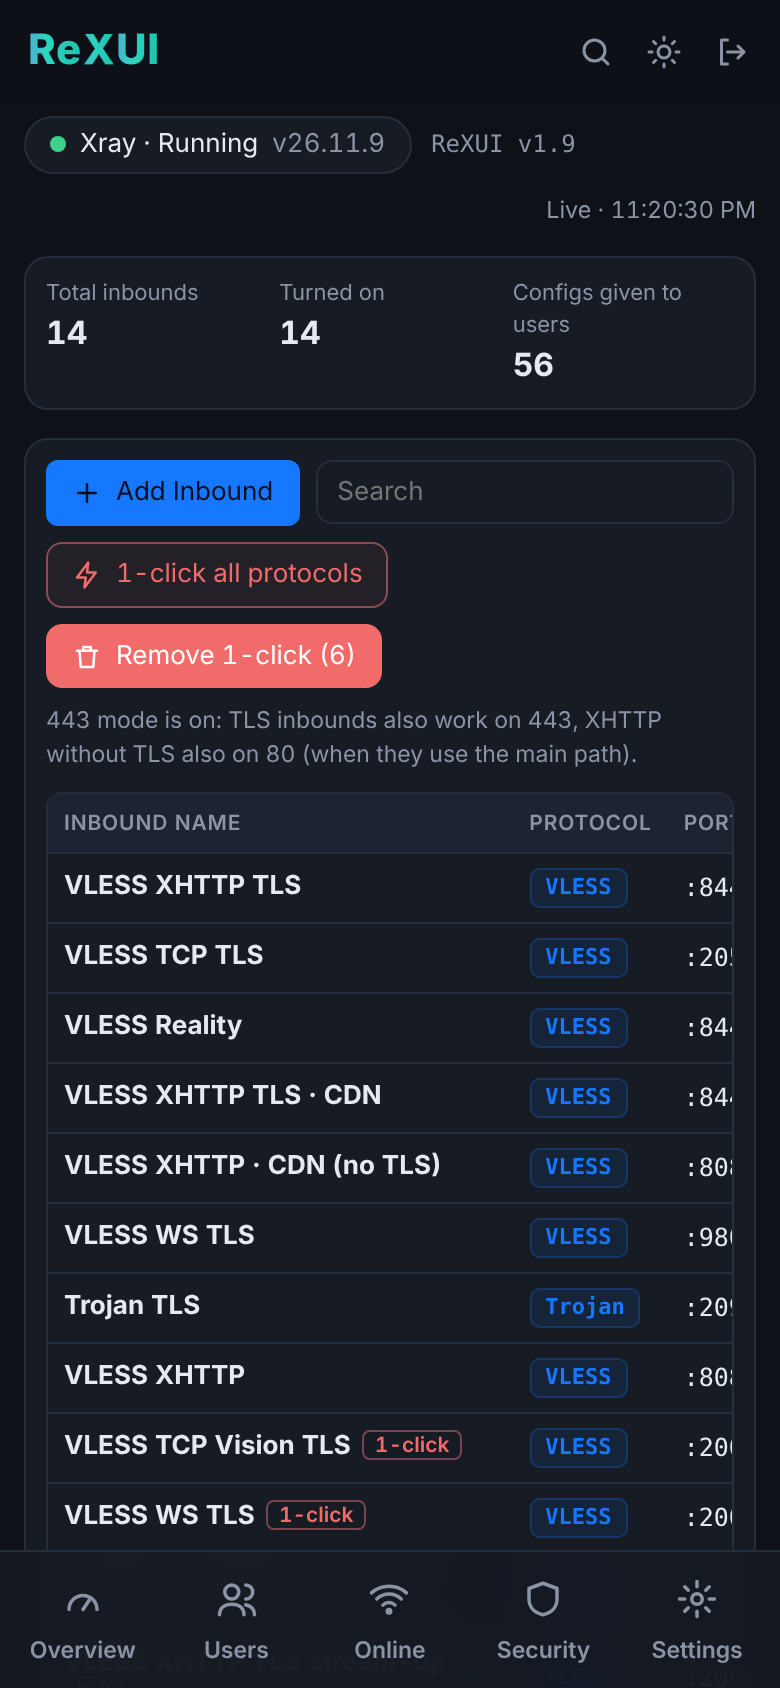 ReXUI
Xray · Running v26.11.9
ReXUI v1.9
Live · 11:20:30 PM
Total inbounds
14
Turned on
14
Configs given to
users
56
Add Inbound
Search
1-click all protocols
Remove 1-click (6)
443 mode is on: TLS inbounds also work on 443, XHTTP
without TLS also on 80 (when they use the main path).
INBOUND NAME PROTOCOL
VLESS XHTTP TLS VLESS
VLESS TCP TLS VLESS
VLESS Reality VLESS
VLESS XHTTP TLS · CDN VLESS
VLESS XHTTP · CDN (no TLS) VLESS
VLESS WS TLS VLESS
Trojan TLS Trojan
VLESS XHTTP VLESS
VLESS TCP Vision TLS 1-click VLESS
VLESS WS TLS 1-click VLESS
VLESS XHTTP TLS stream-up
Overview Users Online Security Settings